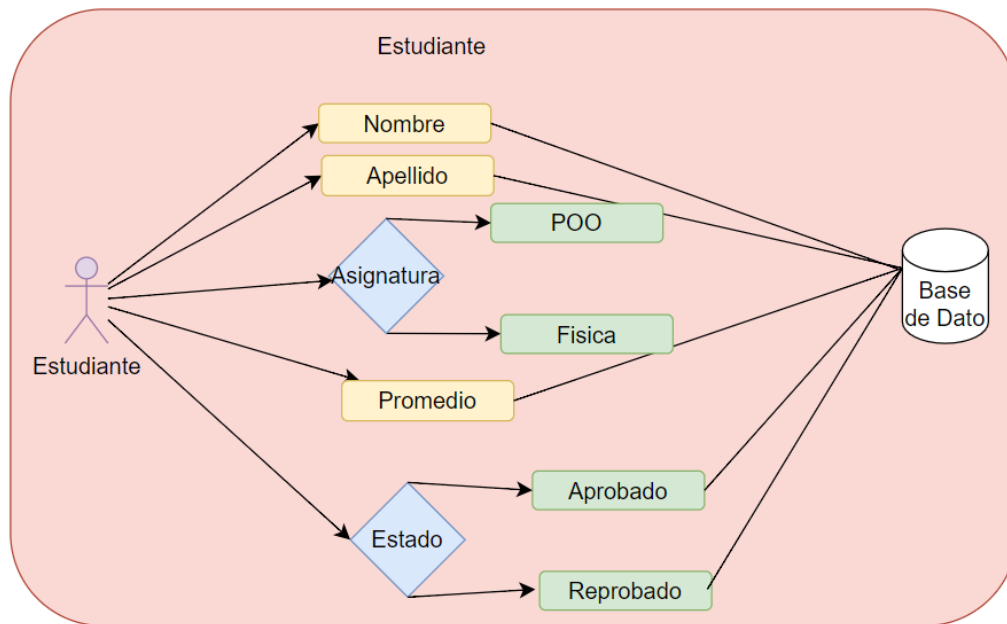 Estudiante
Nombre
Apellido
POO
Asignatura
Fisica
Estudiante
Promedio
Base
de Dato
Aprobado
Estado
Reprobado